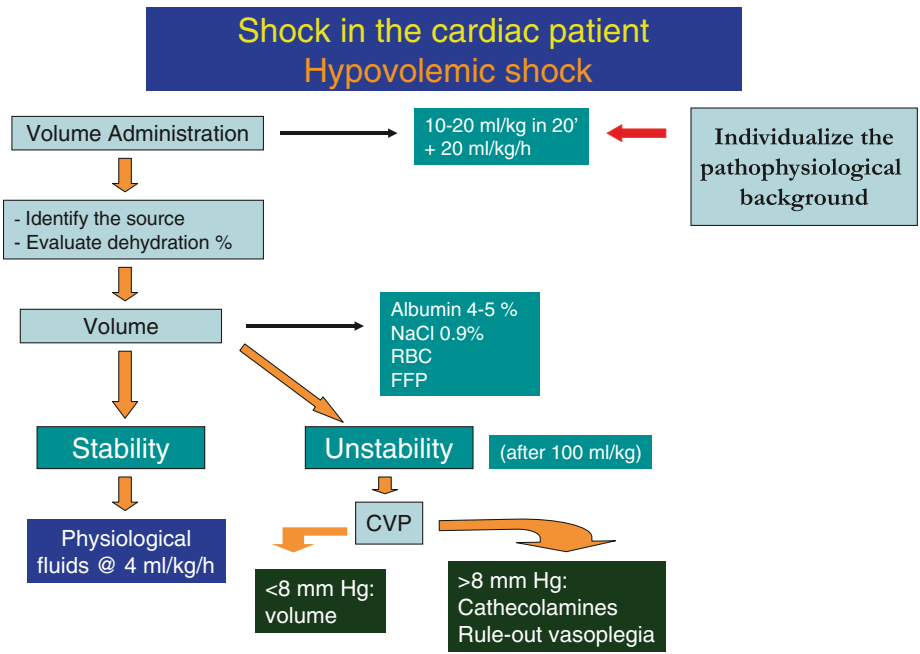 Shock in the cardiac patient
Hypovolemic shock
Volume Administration
10-20 ml/kg in 20'
+ 20 ml/kg/h
Individualize the
pathophysiological
background
- Identify the source
- Evaluate dehydration %
Volume
Albumin 4-5 %
NaCl 0.9%
RBC
FFP
Stability
Unstability
(after 100 ml/kg)
Physiological
fluids @ 4 ml/kg/h
CVP
<8 mm Hg:
volume
>8 mm Hg:
Cathecolamines
Rule-out vasoplegia